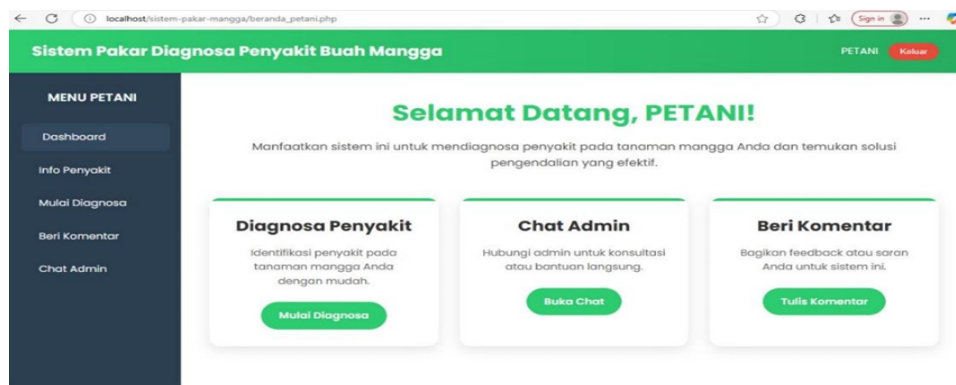 localhost/sistem-pakar-mangga/beranda_petani.php
Sign in
Sistem Pakar Diagnosa Penyakit Buah Mangga
PETANI
Keluar
MENU PETANI
Dashboard
Info Penyakit
Mulai Diagnosa
Beri Komentar
Chat Admin
Selamat Datang, PETANI!
Manfaatkan sistem ini untuk mendiagnosa penyakit pada tanaman mangga Anda dan temukan solusi
pengendalian yang efektif.
Diagnosa Penyakit
Identifikasi penyakit pada
tanaman mangga Anda
dengan mudah.
Mulai Diagnosa
Chat Admin
Hubungi admin untuk konsultasi
atau bantuan langsung.
Buka Chat
Beri Komentar
Bagikan feedback atau saran
Anda untuk sistem ini.
Tulis Komentar